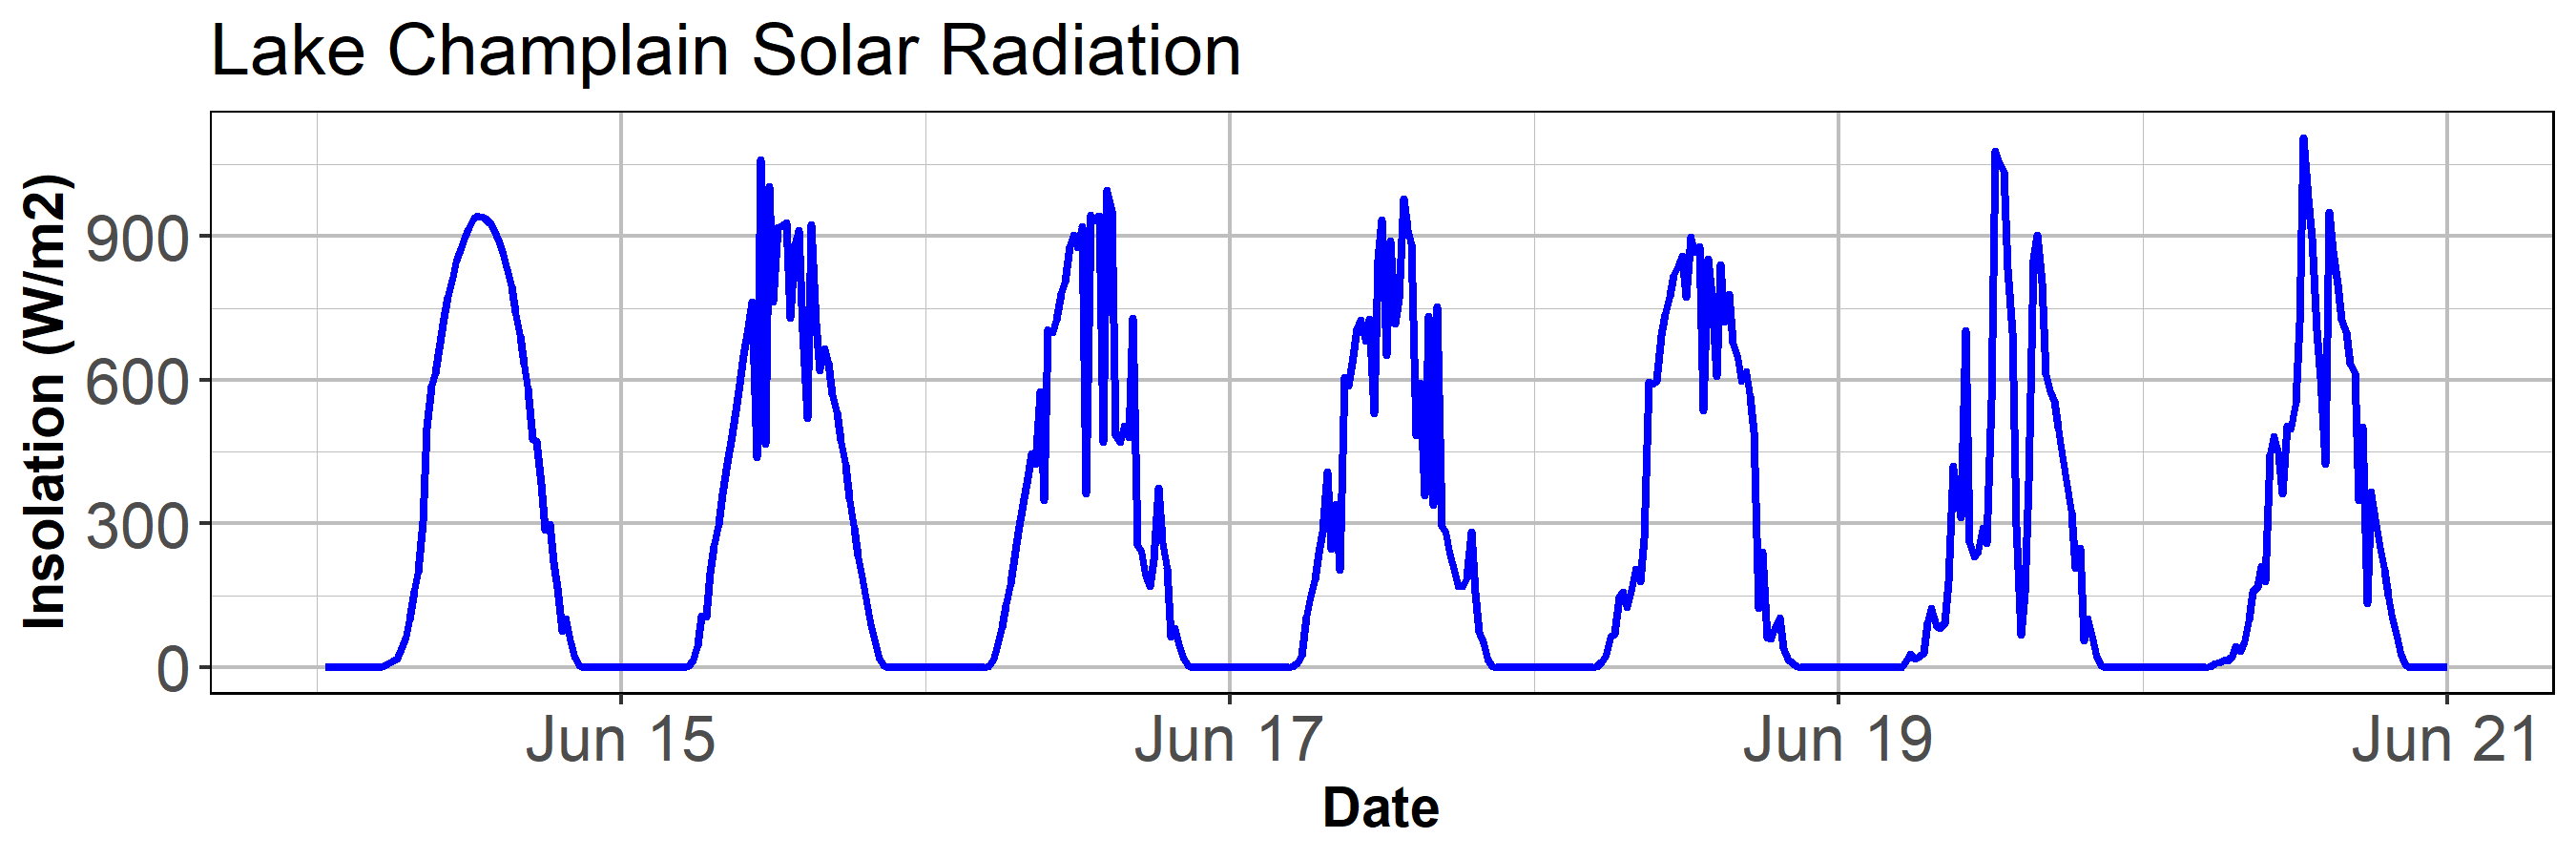 Lake Champlain Solar Radiation
Insolation (W/m2)
900
600
300
0
Jun 15 Jun 17 Jun 19 Jun 21
Date